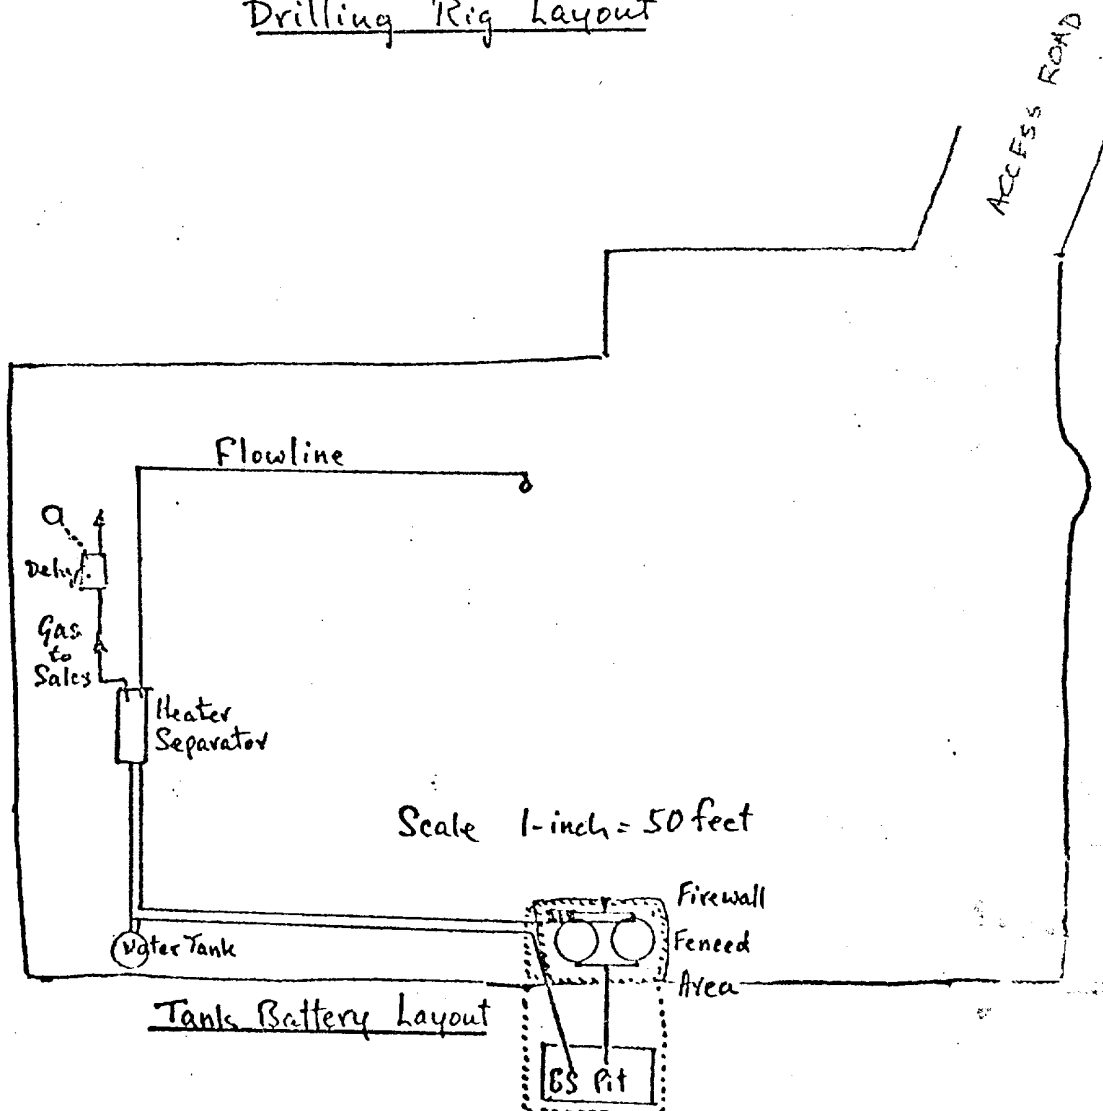 Drilling Rig Layout
ACCESS ROAD
Flowline
Dehy.
Gas
to
Sales
Heater
Separator
Scale 1-inch = 50 feet
Firewall
Water Tank
Fenced
Area
Tank Battery Layout
BS Pit